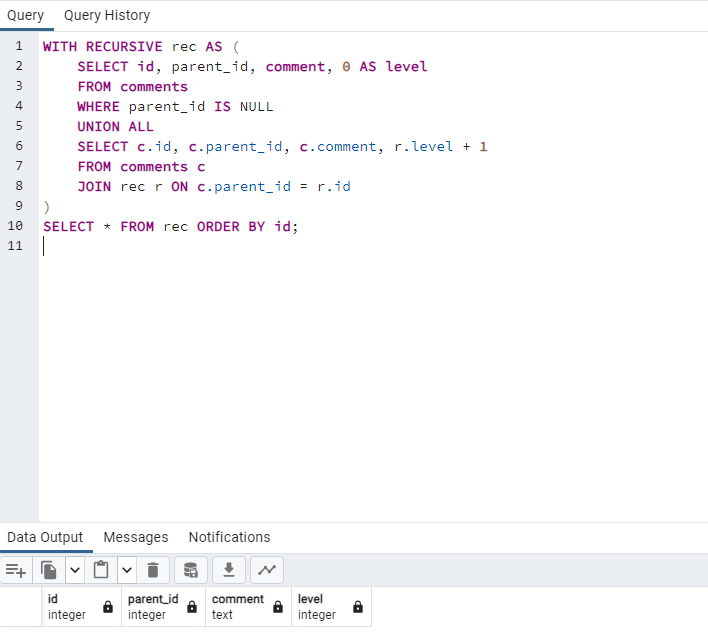 Query Query History
1 WITH RECURSIVE rec AS (
2 SELECT id, parent_id, comment, 0 AS level
3 FROM comments
4 WHERE parent_id IS NULL
5 UNION ALL
6 SELECT c.id, c.parent_id, c.comment, r.level + 1
7 FROM comments c
8 JOIN rec r ON c.parent_id = r.id
9 )
10 SELECT * FROM rec ORDER BY id;
11
Data Output Messages Notifications
id parent_id comment level
integer integer text integer